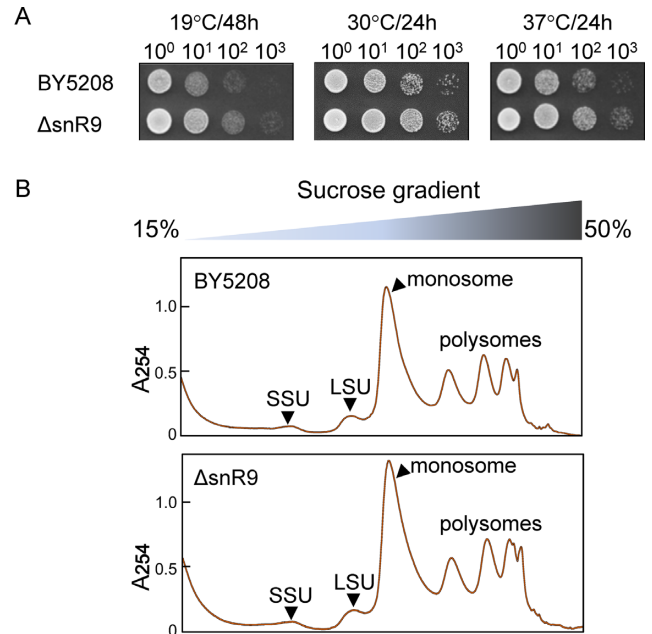 A
19°C/48h 30°C/24h 37°C/24h
10⁰ 10¹ 10² 10³ 10⁰ 10¹ 10² 10³ 10⁰ 10¹ 10² 10³
BY5208
ΔsnR9
B
Sucrose gradient
15% 50%
BY5208
monosome
polysomes
SSU
LSU
A254
1.0
0.5
0
ΔsnR9
monosome
polysomes
SSU
LSU
A254
1.0
0.5
0